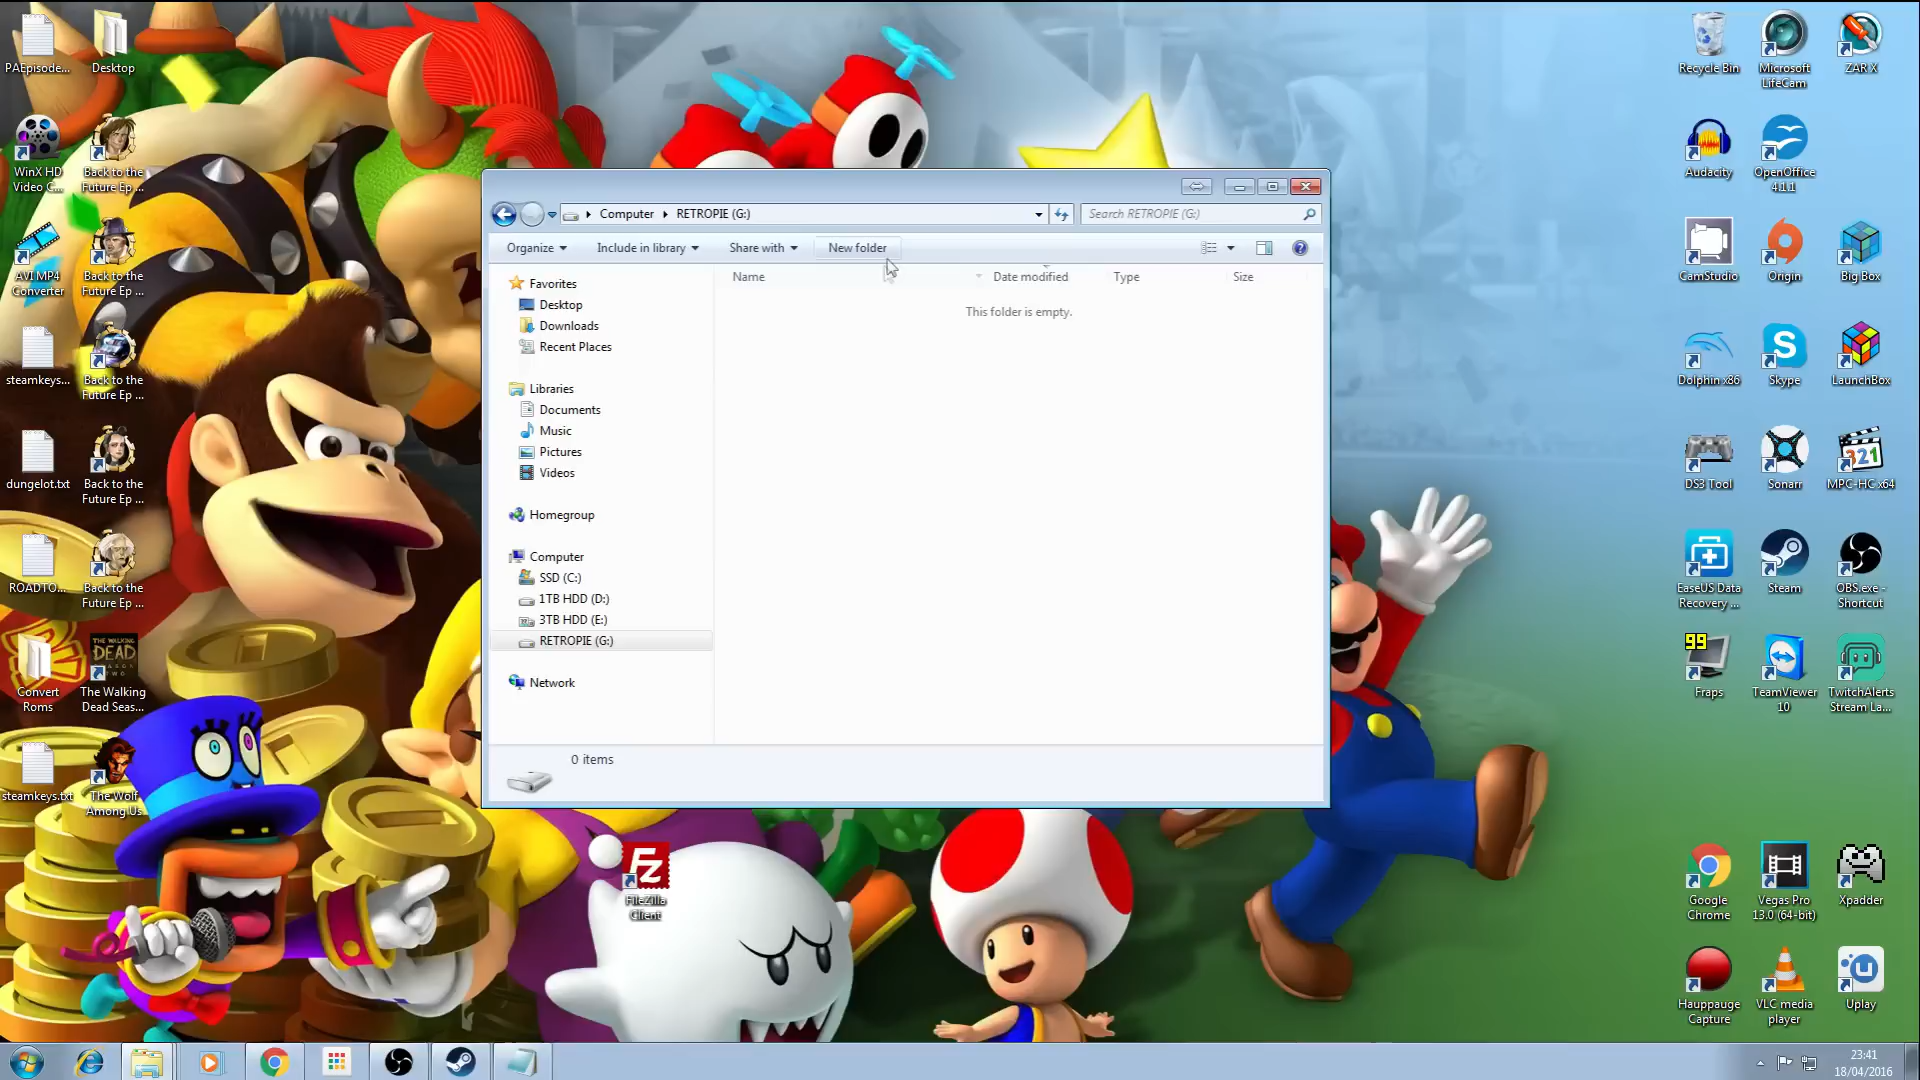 PAEpisode...
Desktop
WinX HD
Video C...
Back to the
Future Ep ...
AVI MP4
Converter
Back to the
Future Ep ...
steamkeys...
Back to the
Future Ep ...
dungelot.txt
Back to the
Future Ep ...
ROADTO...
Back to the
Future Ep ...
THE WALKING
DEAD
Convert
Roms
The Walking
Dead Seas...
steamkeys.txt
The Wolf
Among Us
Computer
RETROPIE (G:)
Search RETROPIE (G:)
Organize
Include in library
Share with
New folder
Name
Date modified
Type
Size
This folder is empty.
Favorites
Desktop
Downloads
Recent Places
Libraries
Documents
Music
Pictures
Videos
Homegroup
Computer
SSD (C:)
1TB HDD (D:)
3TB HDD (E:)
RETROPIE (G:)
Network
0 items
FZ
FileZilla
Client
Recycle Bin
Microsoft
LifeCam
ZAR X
Audacity
OpenOffice
4.1.1
CamStudio
Origin
Big Box
Dolphin x86
S
Skype
LaunchBox
DS3 Tool
Sonarr
321
MPC-HC x64
EaseUS Data
Recovery ...
Steam
OBS.exe -
Shortcut
99
Fraps
TeamViewer
10
TwitchAlerts
Stream La...
Google
Chrome
Vegas Pro
13.0 (64-bit)
Xpadder
Hauppauge
Capture
VLC media
player
Uplay
23:41
18/04/2016